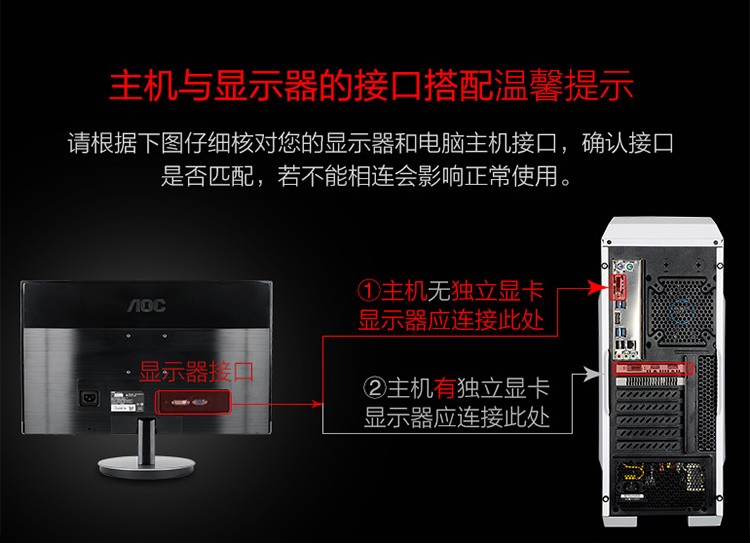 主机与显示器的接口搭配温馨提示
请根据下图仔细核对您的显示器和电脑主机接口，确认接口
是否匹配，若不能相连会影响正常使用。
AOC
显示器接口
①主机无独立显卡
显示器应连接此处
②主机有独立显卡
显示器应连接此处